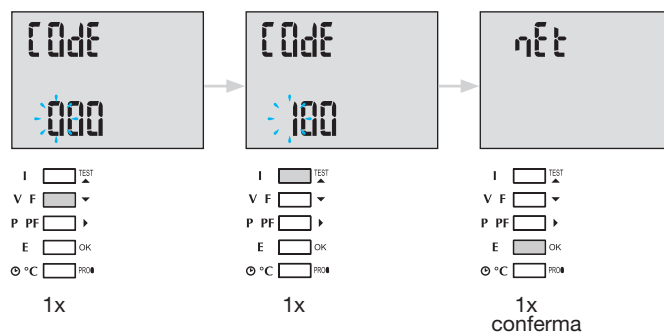 CODE
000
I TEST
V F
P PF
E OK
°C PROG
1x
CODE
100
I TEST
V F
P PF
E OK
°C PROG
1x
nEt
I TEST
V F
P PF
E OK
°C PROG
1x
conferma